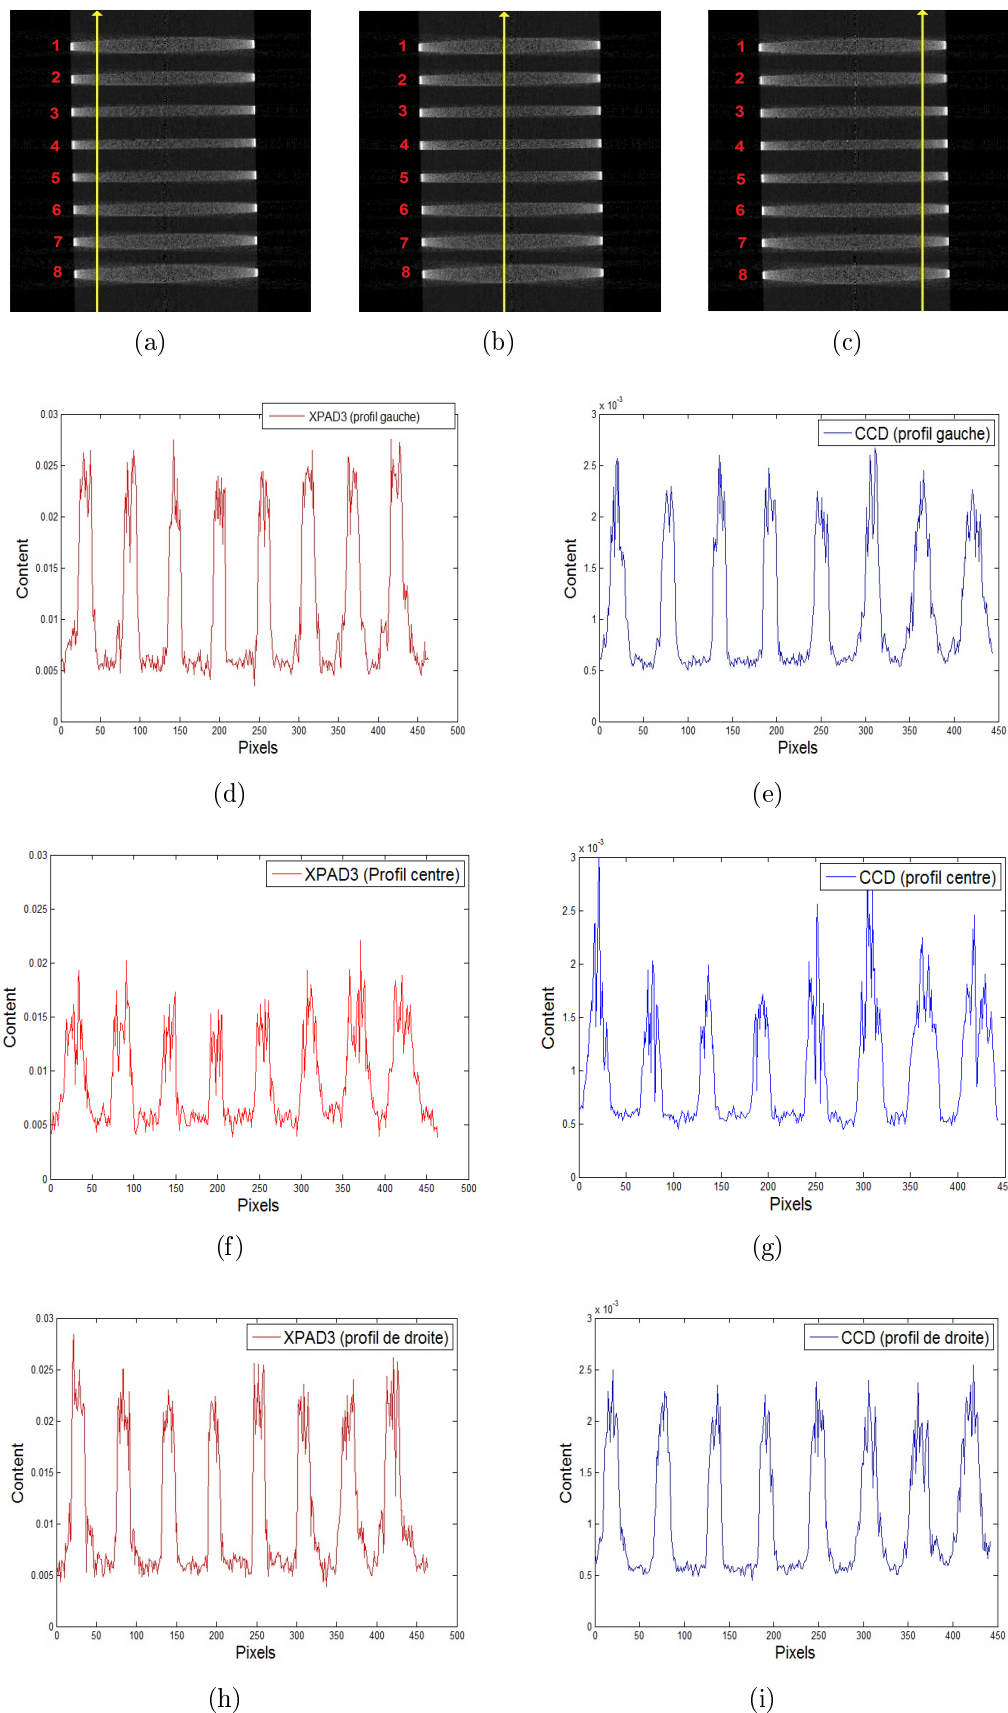 1
2
3
4
5
6
7
8
1
2
3
4
5
6
7
8
1
2
3
4
5
6
7
8
(a)
(b)
(c)
XPAD3 (profil gauche)
0.03
0.025
0.02
0.015
0.01
0.005
0
Content
0 50 100 150 200 250 300 350 400 450 500
Pixels
x 10⁻³
CCD (profil gauche)
3
2.5
2
1.5
1
0.5
0
Content
0 50 100 150 200 250 300 350 400 450
Pixels
(d)
(e)
XPAD3 (Profil centre)
0.03
0.025
0.02
0.015
0.01
0.005
0
Content
0 50 100 150 200 250 300 350 400 450 500
Pixels
x 10⁻³
CCD (profil centre)
3
2.5
2
1.5
1
0.5
0
Content
0 50 100 150 200 250 300 350 400 45
Pixels
(f)
(g)
XPAD3 (profil de droite)
0.03
0.025
0.02
0.015
0.01
0.005
0
Content
0 50 100 150 200 250 300 350 400 450 500
Pixels
x 10⁻³
CCD (profil de droite)
3
2.5
2
1.5
1
0.5
0
Content
0 50 100 150 200 250 300 350 400 450
Pixels
(h)
(i)